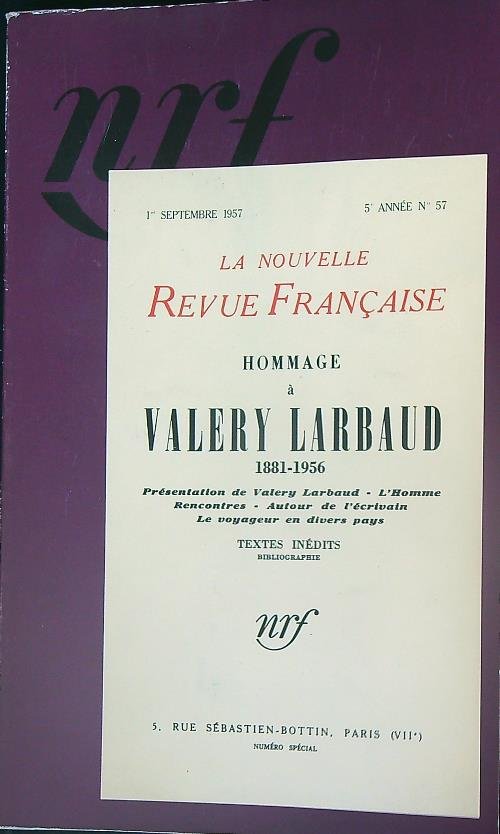 nrf
1er SEPTEMBRE 1957 5e ANNÉE No 57
LA NOUVELLE
REVUE FRANÇAISE
HOMMAGE
à
VALERY LARBAUD
1881-1956
Présentation de Valery Larbaud - L'Homme
Rencontres - Autour de l'écrivain
Le voyageur en divers pays
TEXTES INÉDITS
BIBLIOGRAPHIE
nrf
5, RUE SÉBASTIEN-BOTTIN, PARIS (VIIe)
NUMÉRO SPÉCIAL